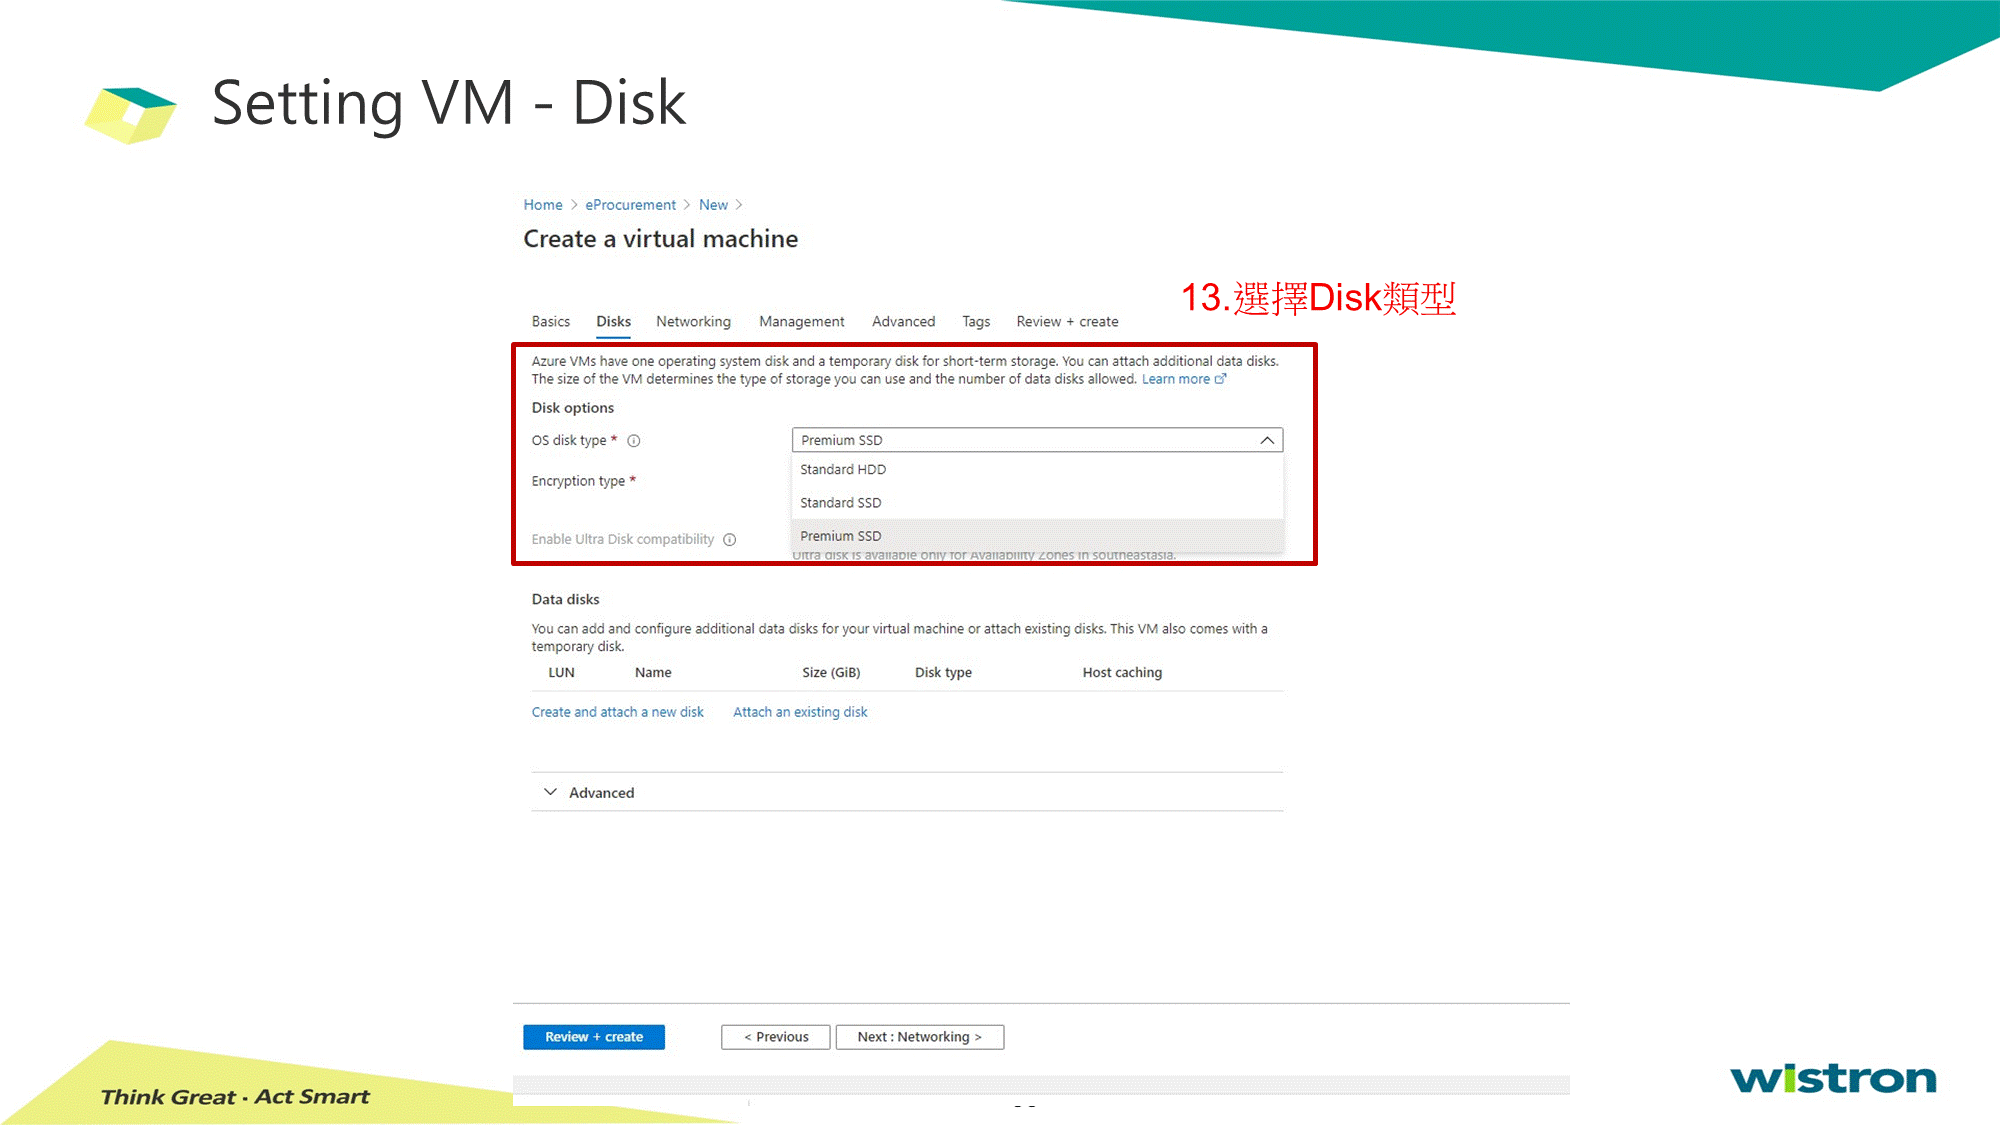 Setting VM - Disk
Home > eProcurement > New >
Create a virtual machine
13.選擇Disk類型
Basics Disks Networking Management Advanced Tags Review + create
Azure VMs have one operating system disk and a temporary disk for short-term storage. You can attach additional data disks.
The size of the VM determines the type of storage you can use and the number of data disks allowed. Learn more
Disk options
OS disk type *
Premium SSD
Standard HDD
Encryption type *
Standard SSD
Premium SSD
Enable Ultra Disk compatibility
Ultra disk is available only for Availability Zones in southeastasia.
Data disks
You can add and configure additional data disks for your virtual machine or attach existing disks. This VM also comes with a
temporary disk.
LUN Name Size (GiB) Disk type Host caching
Create and attach a new disk Attach an existing disk
Advanced
Review + create < Previous Next : Networking >
Think Great · Act Smart
wistron